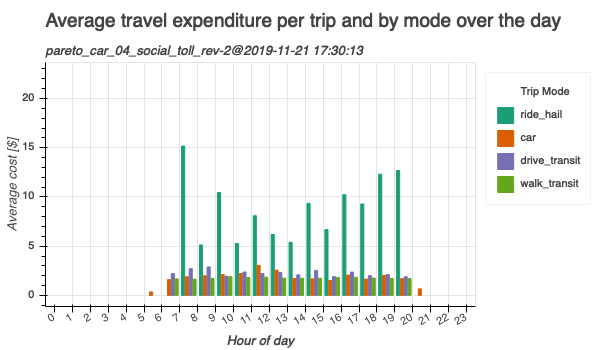 Average travel expenditure per trip and by mode over the day
pareto_car_04_social_toll_rev-2@2019-11-21 17:30:13
Average cost [$]
20
15
10
5
0
0 1 2 3 4 5 6 7 8 9 10 11 12 13 14 15 16 17 18 19 20 21 22 23
Hour of day
Trip Mode
ride_hail
car
drive_transit
walk_transit